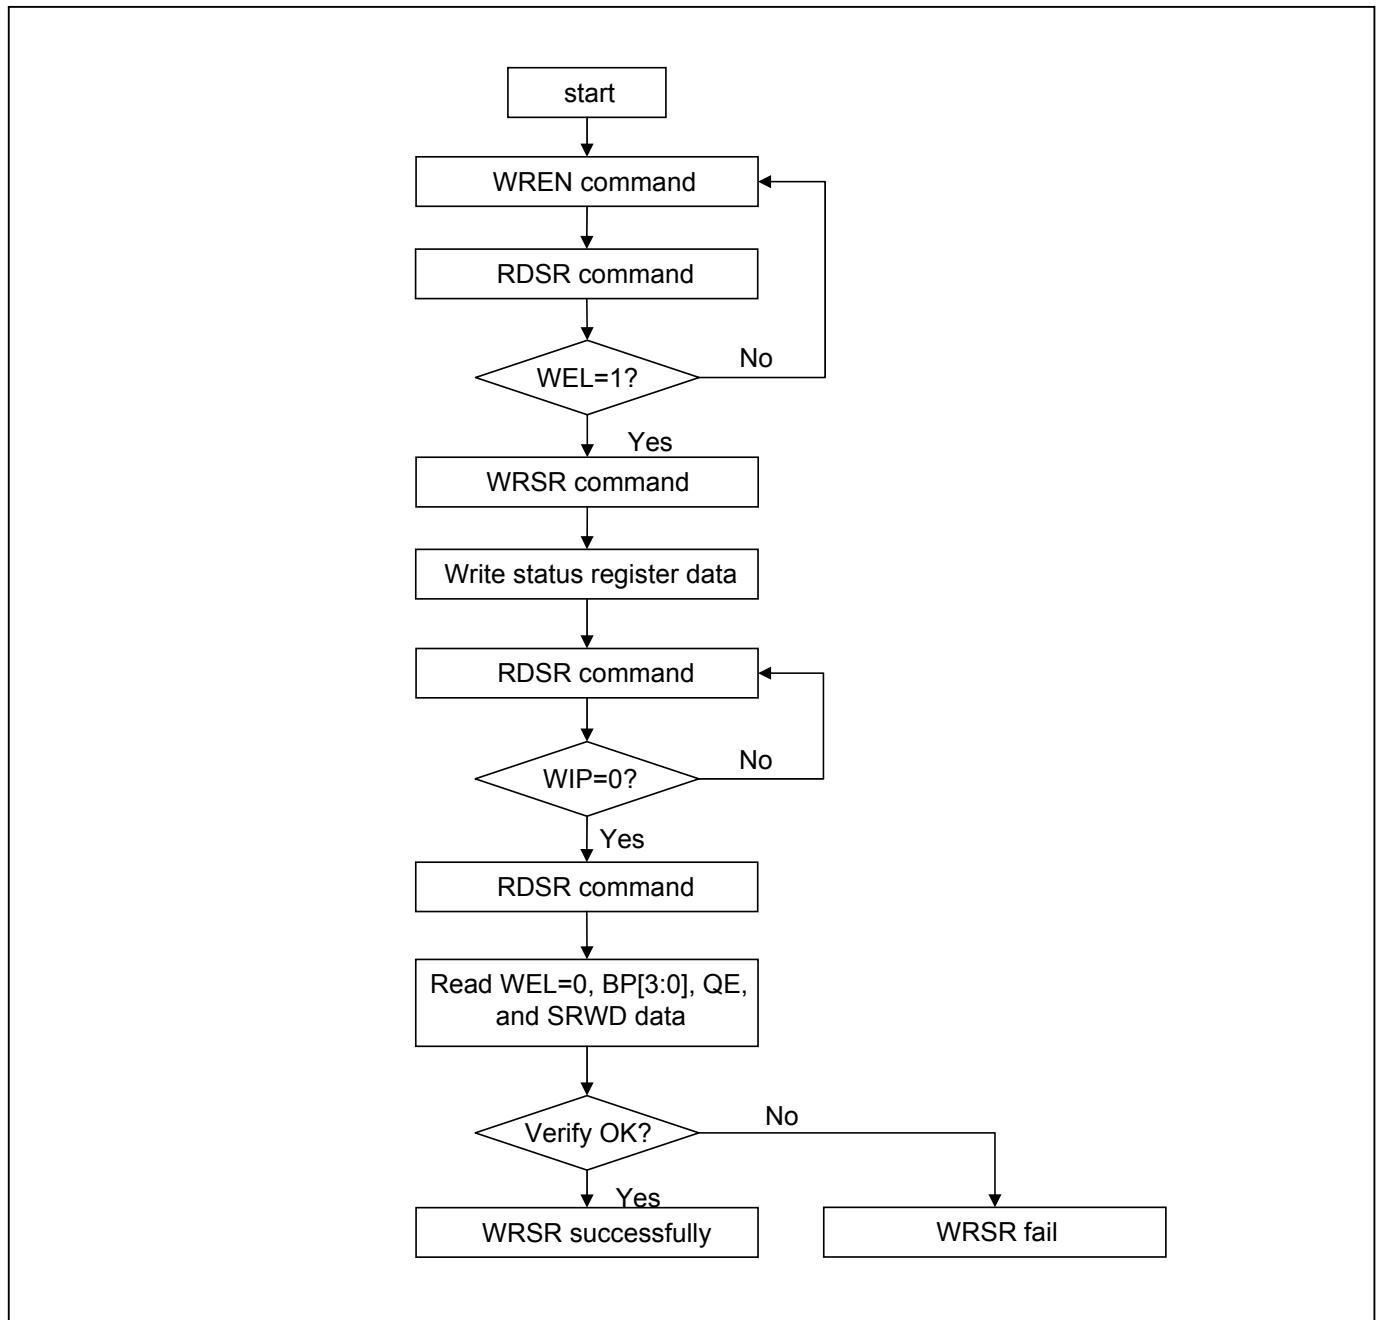 start
WREN command
RDSR command
WEL=1?
No
Yes
WRSR command
Write status register data
RDSR command
WIP=0?
No
Yes
RDSR command
Read WEL=0, BP[3:0], QE,
and SRWD data
Verify OK?
No
Yes
WRSR successfully
WRSR fail